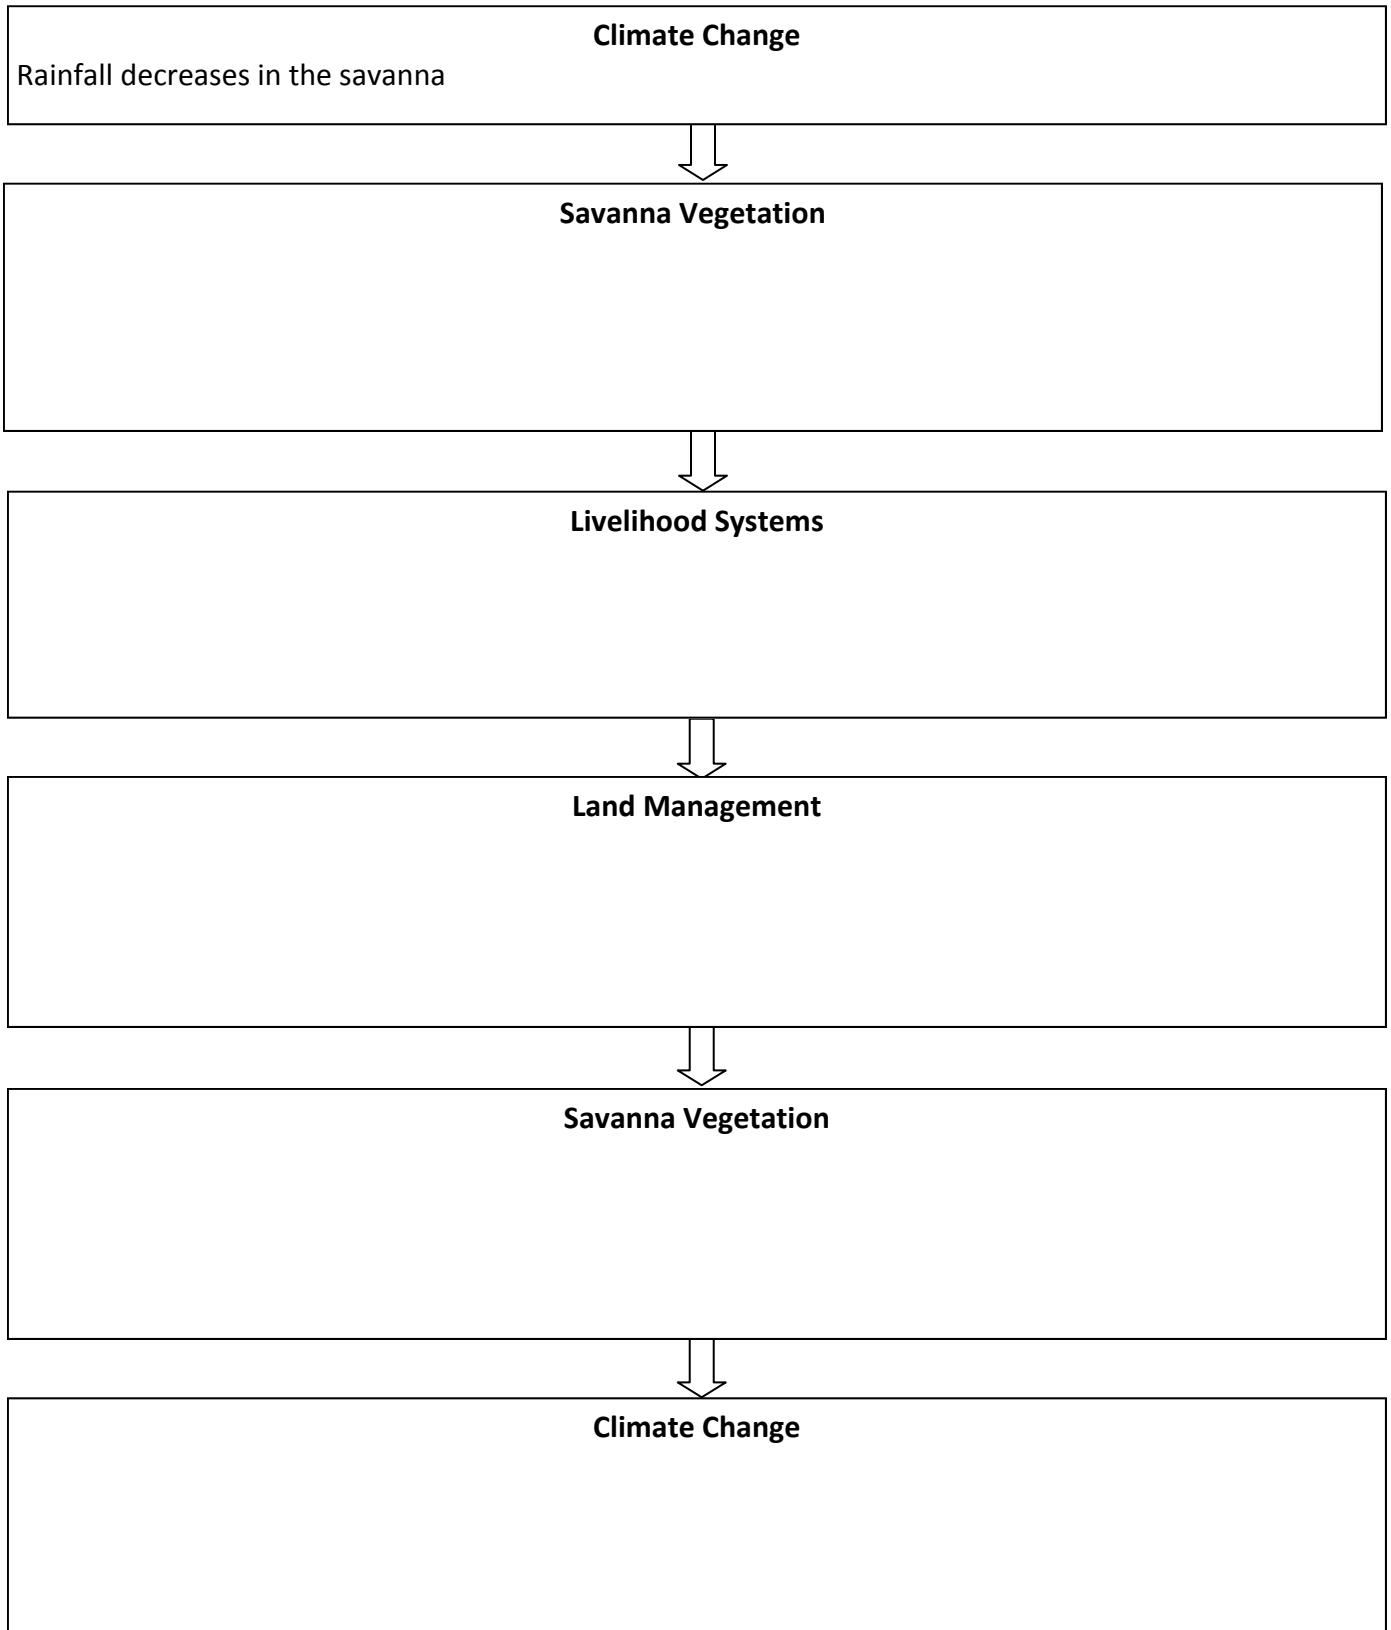 Climate Change
Rainfall decreases in the savanna
Savanna Vegetation
Livelihood Systems
Land Management
Savanna Vegetation
Climate Change